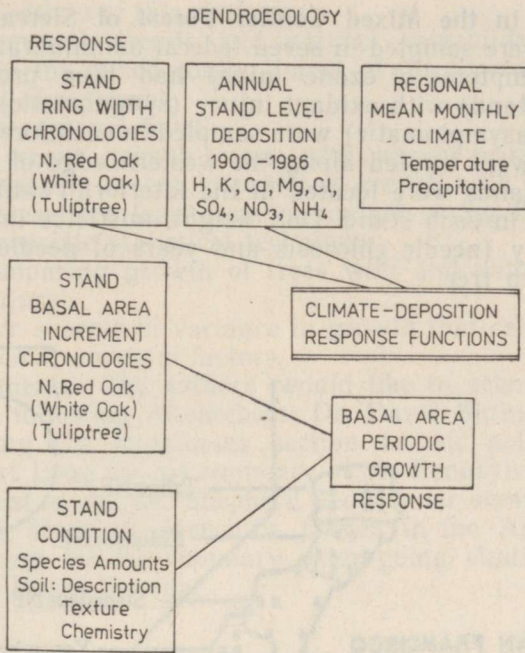 DENDROECOLOGY
RESPONSE
STAND
RING WIDTH
CHRONOLOGIES
N. Red Oak
(White Oak)
(Tuliptree)
ANNUAL
STAND LEVEL
DEPOSITION
1900-1986
H, K, Ca, Mg, Cl,
SO₄, NO₃, NH₄
REGIONAL
MEAN MONTHLY
CLIMATE
Temperature
Precipitation
STAND
BASAL AREA
INCREMENT
CHRONOLOGIES
N. Red Oak
(White Oak)
(Tuliptree)
CLIMATE-DEPOSITION
RESPONSE FUNCTIONS
BASAL AREA
PERIODIC
GROWTH
RESPONSE
STAND
CONDITION
Species Amounts
Soil: Description
Texture
Chemistry